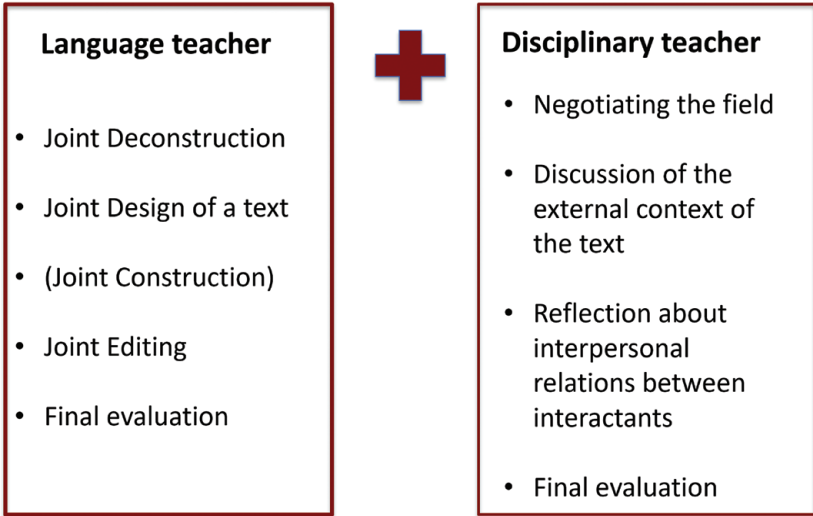 Language teacher
• Joint Deconstruction
• Joint Design of a text
• (Joint Construction)
• Joint Editing
• Final evaluation
Disciplinary teacher
• Negotiating the field
• Discussion of the
external context of
the text
• Reflection about
interpersonal
relations between
interactants
• Final evaluation